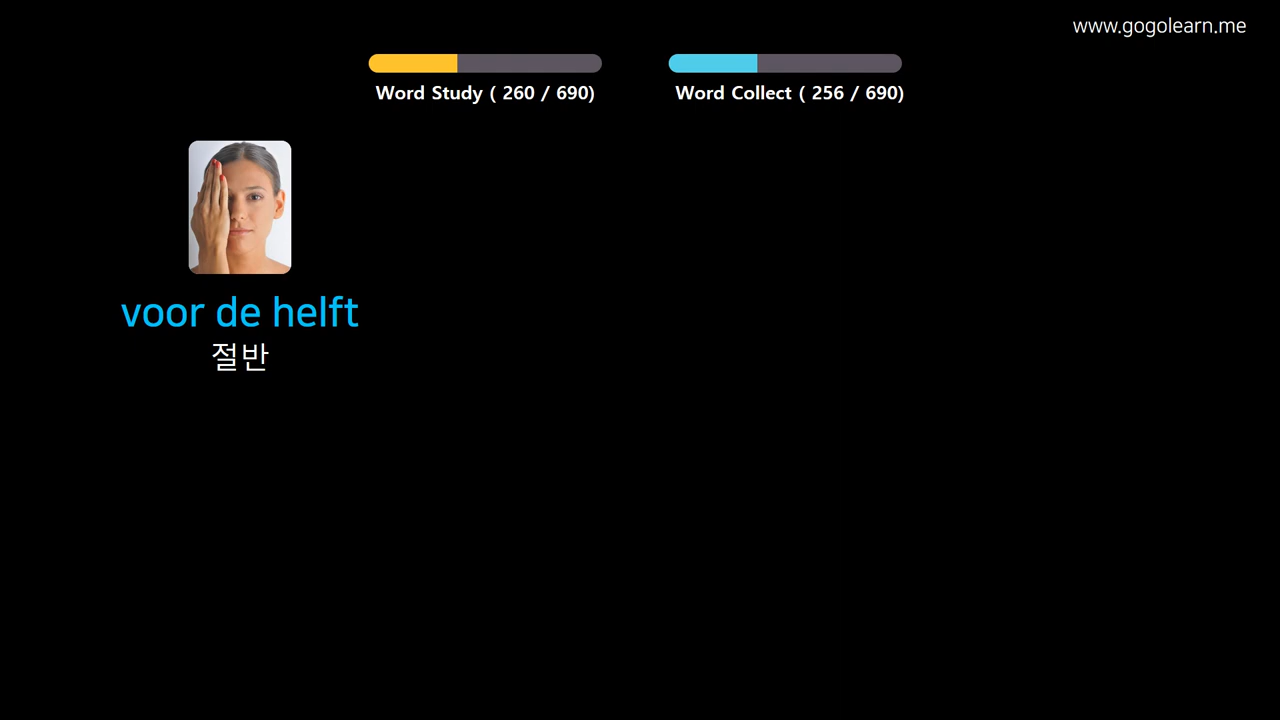 www.gogolearn.me
Word Study ( 260 / 690)
Word Collect ( 256 / 690)
voor de helft
절반